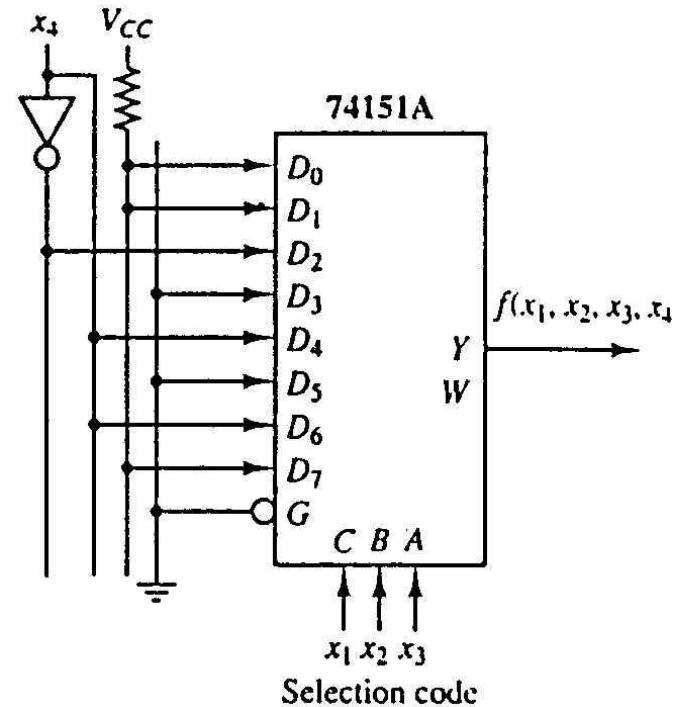 x₄ V_CC
74151A
D₀
D₁
D₂
D₃
D₄
D₅
D₆
D₇
G
Y
W
f(x₁, x₂, x₃, x₄
C B A
x₁ x₂ x₃
Selection code